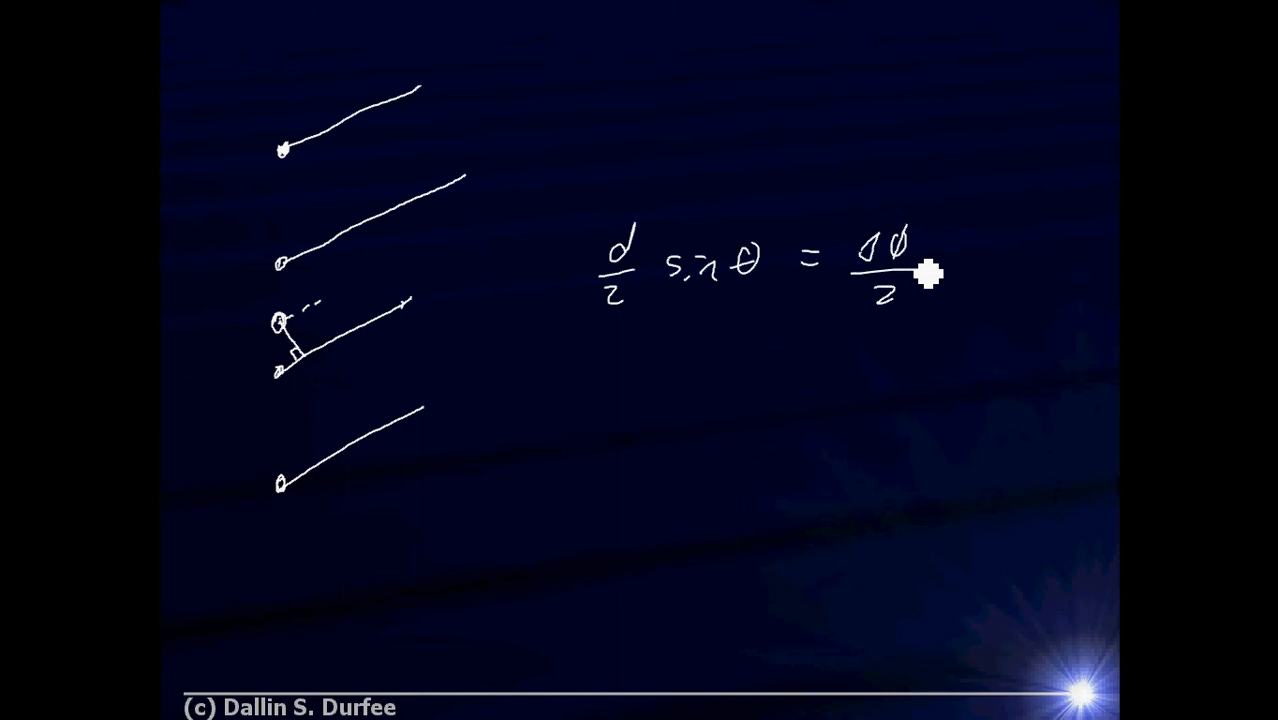 d/2 sin θ = Δφ/2
(c) Dallin S. Durfee